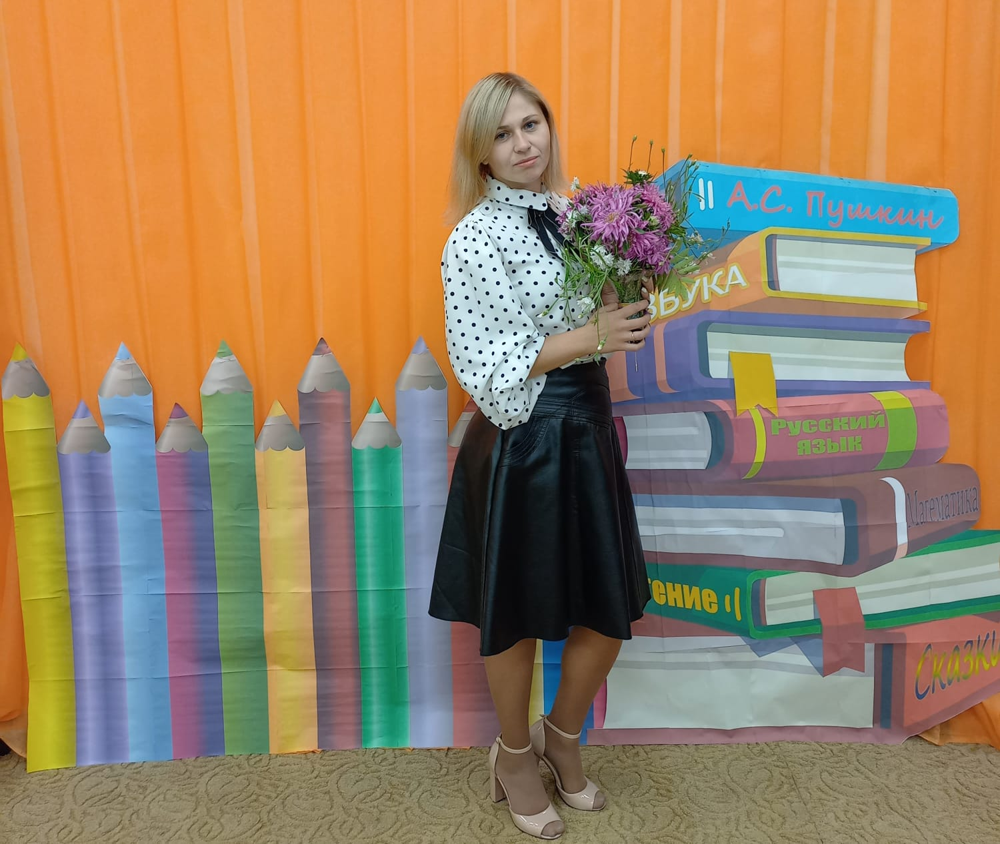 А.С. Пушкин
ЗБУКА
Русский
язык
Математика
тение
Сказки